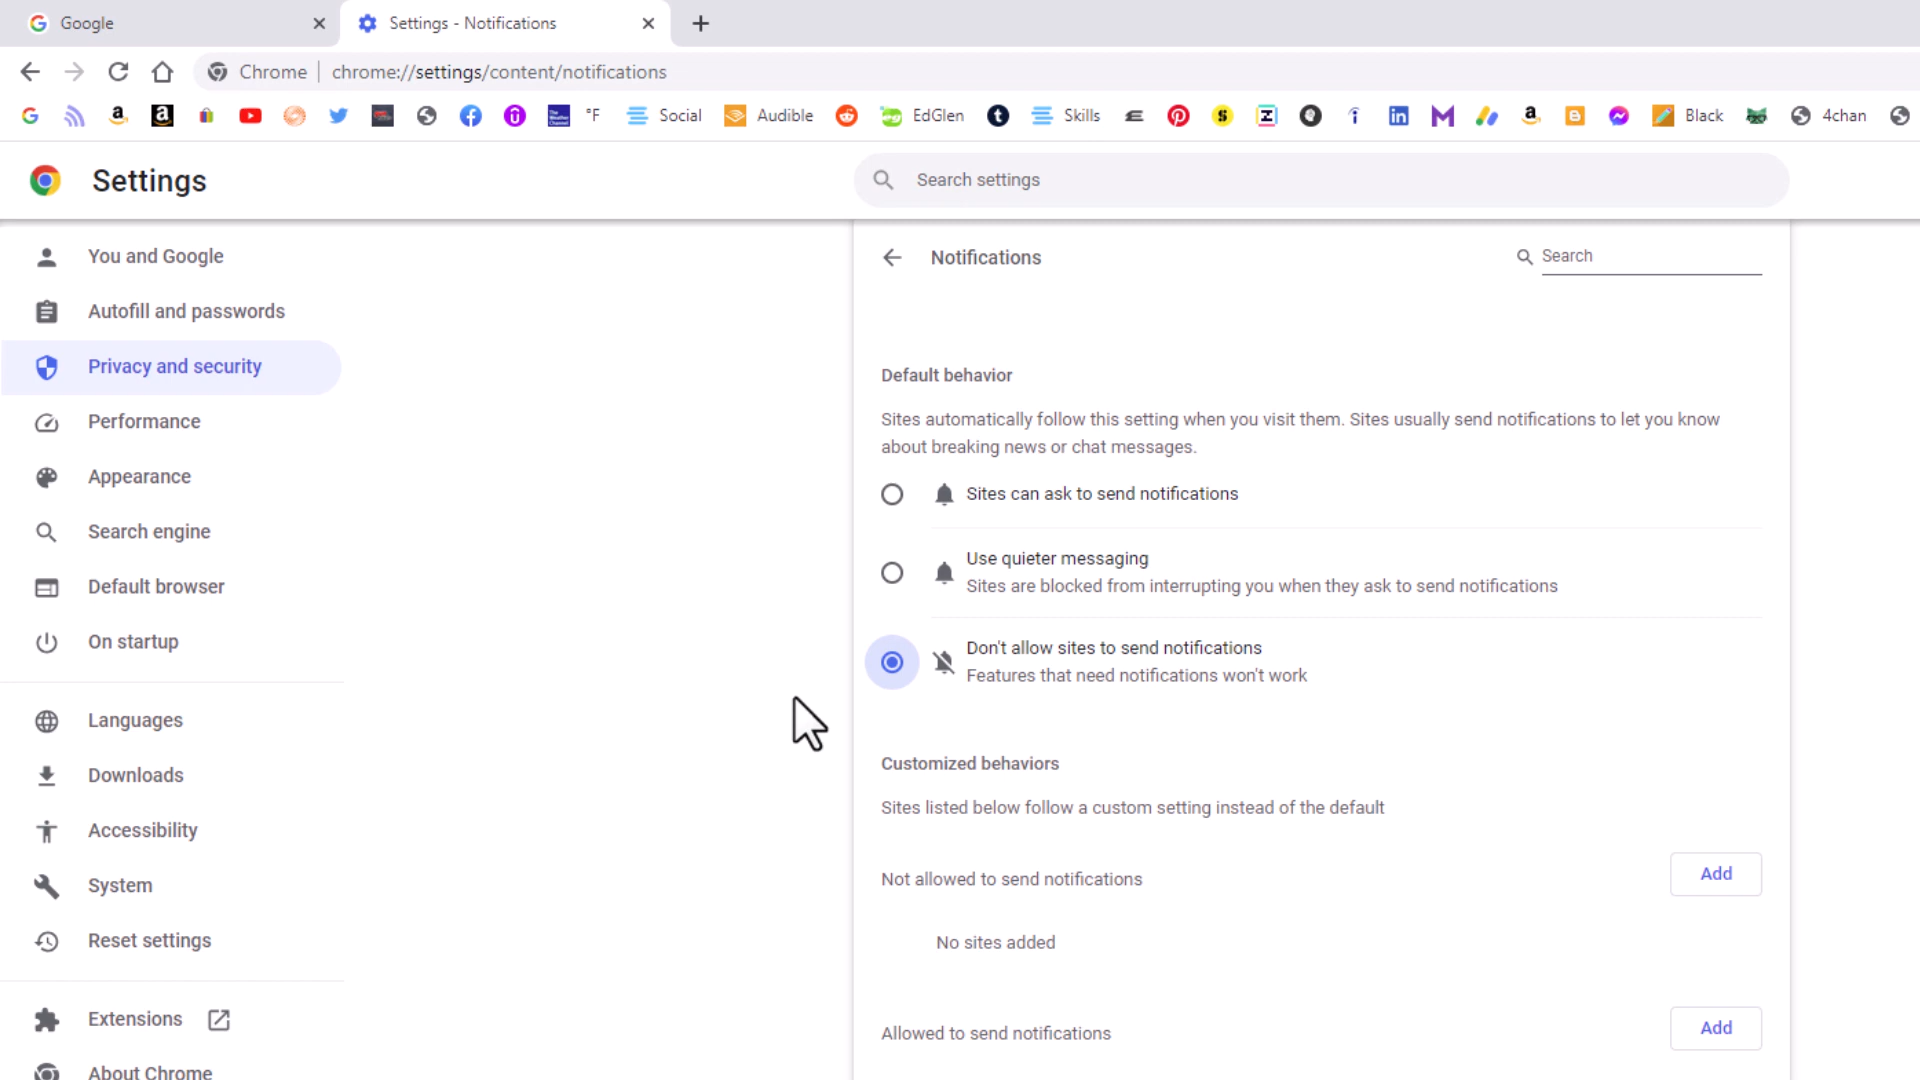 Google
Settings - Notifications
Chrome
chrome://settings/content/notifications
°F
Social
Audible
EdGlen
Skills
Black
4chan
Settings
Search settings
You and Google
Autofill and passwords
Privacy and security
Performance
Appearance
Search engine
Default browser
On startup
Languages
Downloads
Accessibility
System
Reset settings
Extensions
About Chrome
Notifications
Search
Default behavior
Sites automatically follow this setting when you visit them. Sites usually send notifications to let you know
about breaking news or chat messages.
Sites can ask to send notifications
Use quieter messaging
Sites are blocked from interrupting you when they ask to send notifications
Don't allow sites to send notifications
Features that need notifications won't work
Customized behaviors
Sites listed below follow a custom setting instead of the default
Not allowed to send notifications
Add
No sites added
Allowed to send notifications
Add